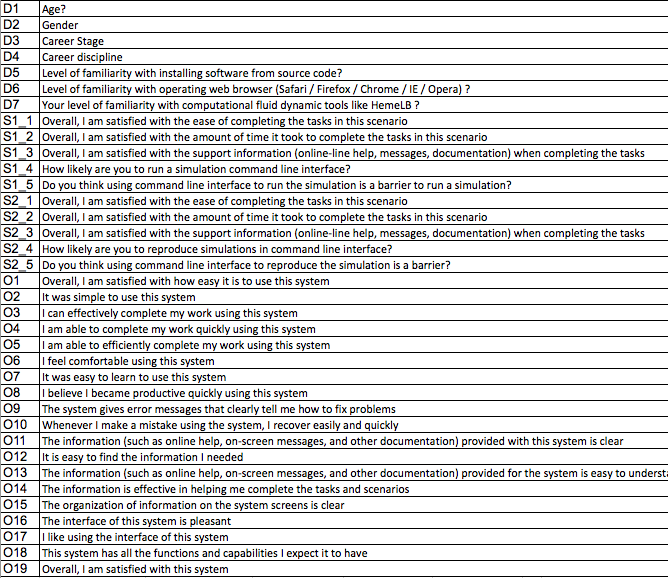 D1 Age?
D2 Gender
D3 Career Stage
D4 Career discipline
D5 Level of familiarity with installing software from source code?
D6 Level of familiarity with operating web browser (Safari / Firefox / Chrome / IE / Opera) ?
D7 Your level of familiarity with computational fluid dynamic tools like HemeLB ?
S1_1 Overall, I am satisfied with the ease of completing the tasks in this scenario
S1_2 Overall, I am satisfied with the amount of time it took to complete the tasks in this scenario
S1_3 Overall, I am satisfied with the support information (online-line help, messages, documentation) when completing the tasks
S1_4 How likely are you to run a simulation command line interface?
S1_5 Do you think using command line interface to run the simulation is a barrier to run a simulation?
S2_1 Overall, I am satisfied with the ease of completing the tasks in this scenario
S2_2 Overall, I am satisfied with the amount of time it took to complete the tasks in this scenario
S2_3 Overall, I am satisfied with the support information (online-line help, messages, documentation) when completing the tasks
S2_4 How likely are you to reproduce simulations in command line interface?
S2_5 Do you think using command line interface to reproduce the simulation is a barrier?
O1 Overall, I am satisfied with how easy it is to use this system
O2 It was simple to use this system
O3 I can effectively complete my work using this system
O4 I am able to complete my work quickly using this system
O5 I am able to efficiently complete my work using this system
O6 I feel comfortable using this system
O7 It was easy to learn to use this system
O8 I believe I became productive quickly using this system
O9 The system gives error messages that clearly tell me how to fix problems
O10 Whenever I make a mistake using the system, I recover easily and quickly
O11 The information (such as online help, on-screen messages, and other documentation) provided with this system is clear
O12 It is easy to find the information I needed
O13 The information (such as online help, on-screen messages, and other documentation) provided for the system is easy to understa
O14 The information is effective in helping me complete the tasks and scenarios
O15 The organization of information on the system screens is clear
O16 The interface of this system is pleasant
O17 I like using the interface of this system
O18 This system has all the functions and capabilities I expect it to have
O19 Overall, I am satisfied with this system